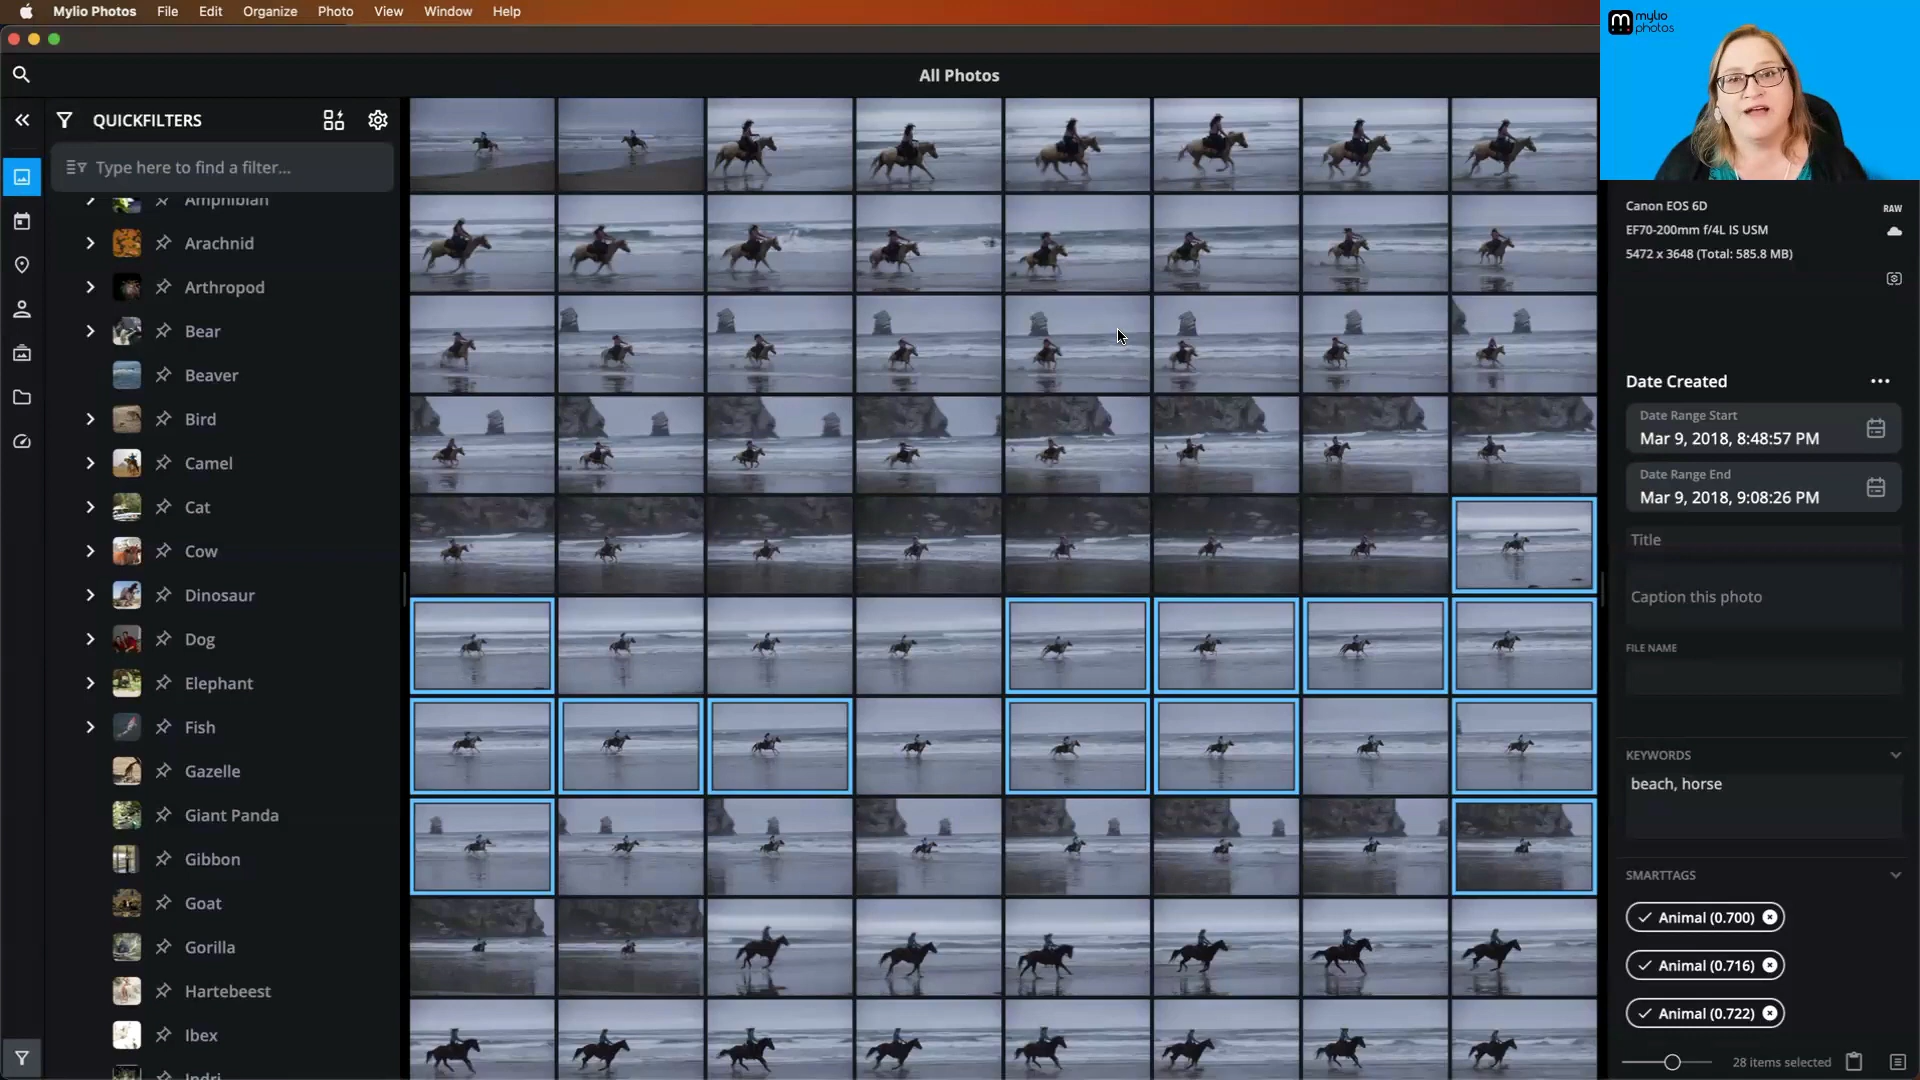 Mylio Photos File Edit Organize Photo View Window Help
mylio
photos
All Photos
QUICKFILTERS
Type here to find a filter...
Amphibian
Arachnid
Arthropod
Bear
Beaver
Bird
Camel
Cat
Cow
Dinosaur
Dog
Elephant
Fish
Gazelle
Giant Panda
Gibbon
Goat
Gorilla
Hartebeest
Ibex
Indri
Canon EOS 6D
RAW
EF70-200mm f/4L IS USM
5472 x 3648 (Total: 585.8 MB)
Date Created
Date Range Start
Mar 9, 2018, 8:48:57 PM
Date Range End
Mar 9, 2018, 9:08:26 PM
Title
Caption this photo
FILE NAME
KEYWORDS
beach, horse
SMARTTAGS
Animal (0.700)
Animal (0.716)
Animal (0.722)
28 items selected